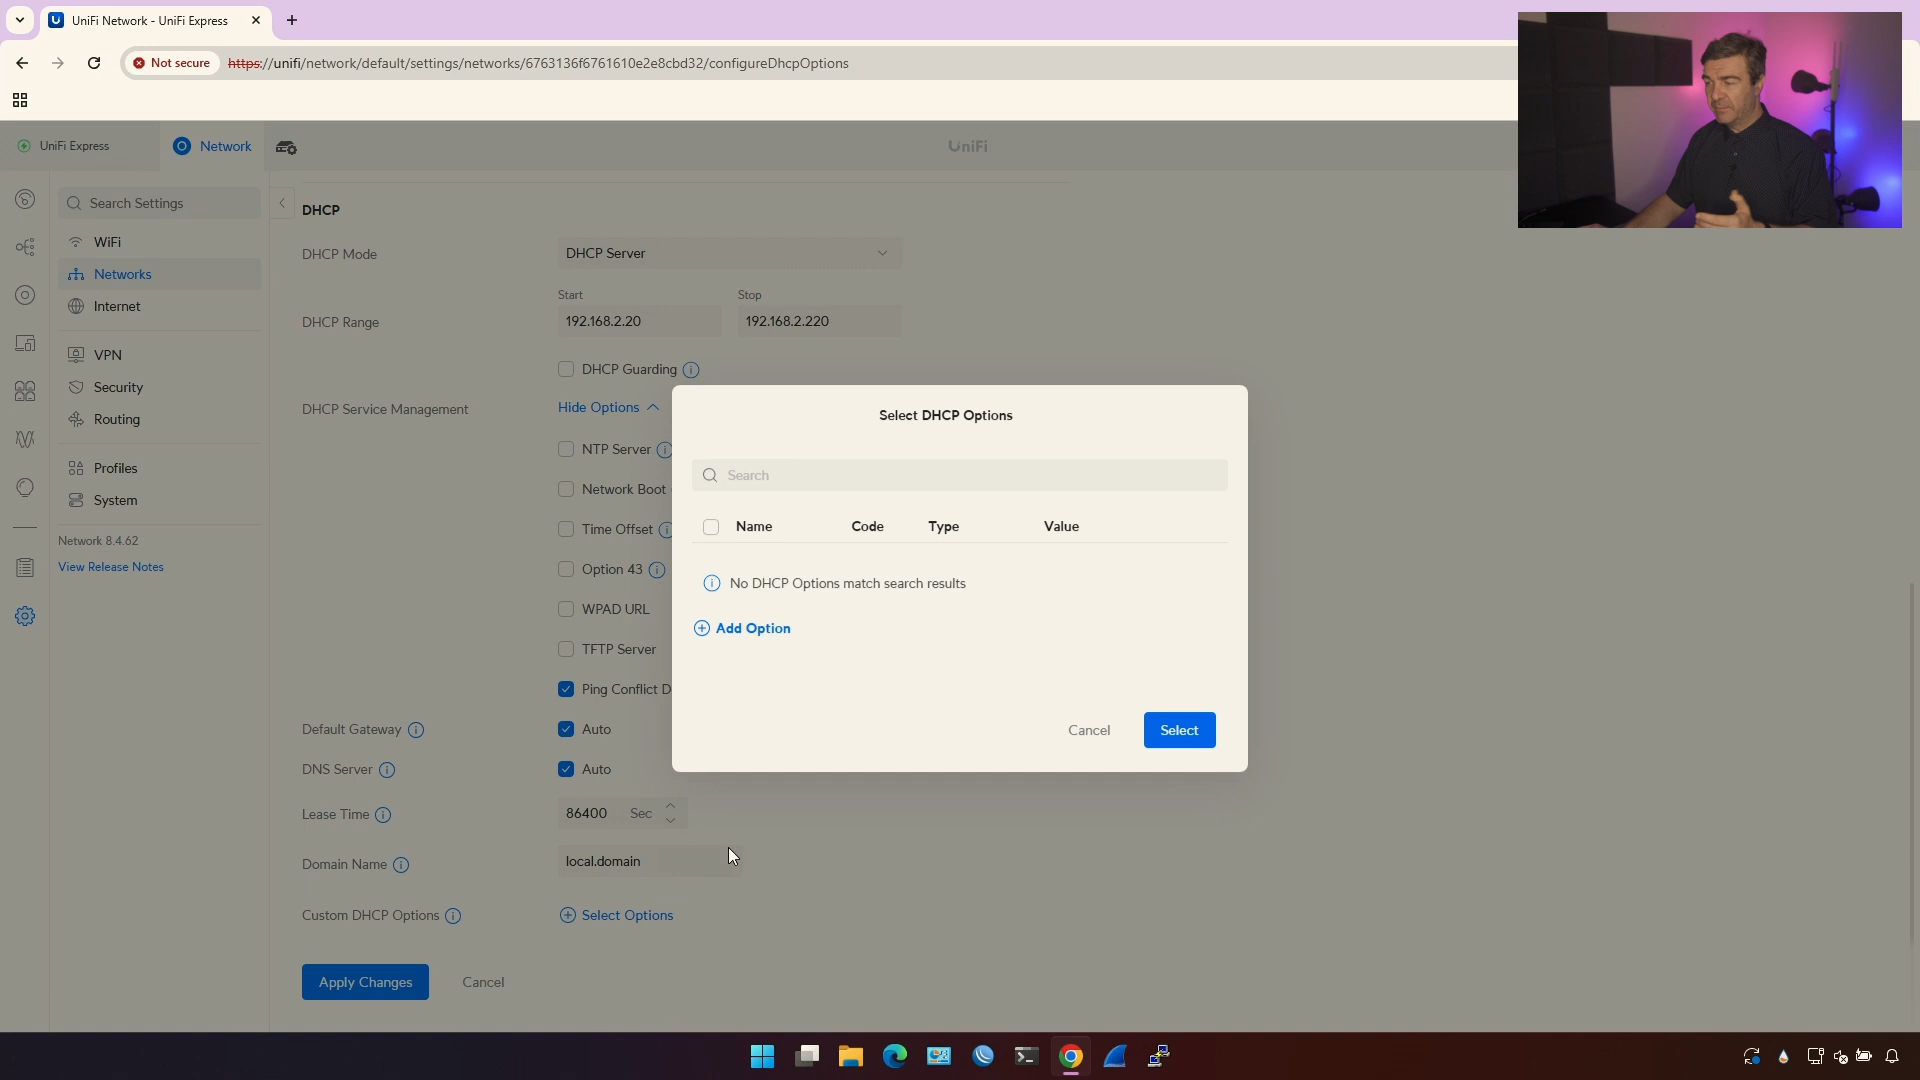 UniFi Network - UniFi Express
Not secure
https://unifi/network/default/settings/networks/6763136f6761610e2e8cbd32/configureDhcpOptions
UniFi Express
Network
UniFi
Search Settings
WiFi
Networks
Internet
VPN
Security
Routing
Profiles
System
Network 8.4.62
View Release Notes
DHCP
DHCP Mode
DHCP Server
Start
Stop
DHCP Range
192.168.2.20
192.168.2.220
DHCP Guarding
DHCP Service Management
Hide Options
NTP Server
Network Boot
Time Offset
Option 43
WPAD URL
TFTP Server
Ping Conflict D
Default Gateway
Auto
DNS Server
Auto
Lease Time
86400 Sec
Domain Name
local.domain
Custom DHCP Options
Select Options
Apply Changes
Cancel
Select DHCP Options
Search
Name Code Type Value
No DHCP Options match search results
Add Option
Cancel
Select